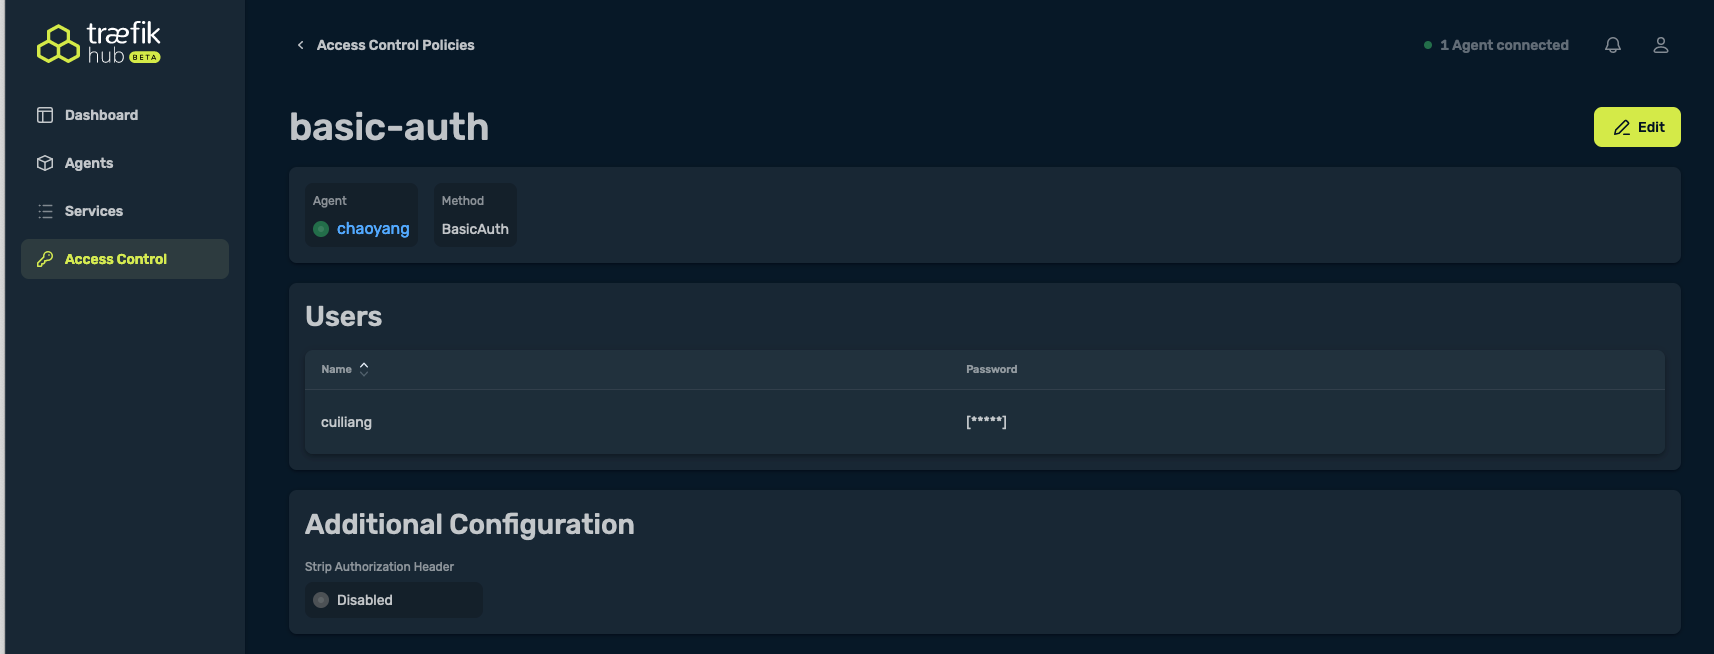 træfik
hub BETA
Dashboard
Agents
Services
Access Control
Access Control Policies
1 Agent connected
basic-auth
Edit
Agent
chaoyang
Method
BasicAuth
Users
Name Password
cuiliang [*****]
Additional Configuration
Strip Authorization Header
Disabled